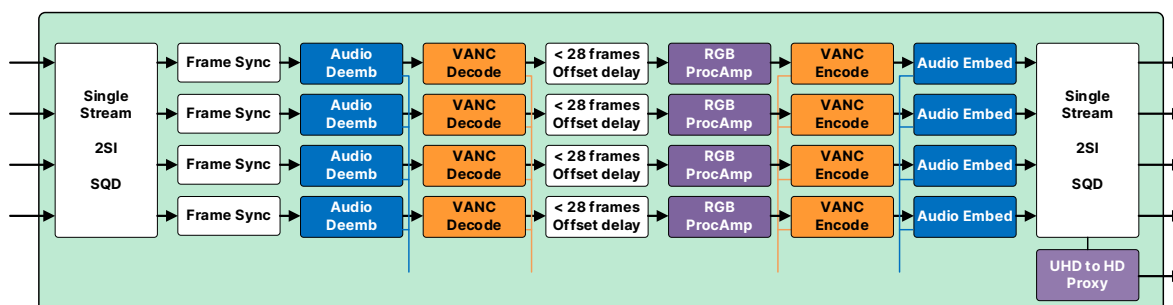 Single
Stream
2SI
SQD
Frame Sync
Audio
Deemb
VANC
Decode
< 28 frames
Offset delay
RGB
ProcAmp
VANC
Encode
Audio Embed
Frame Sync
Audio
Deemb
VANC
Decode
< 28 frames
Offset delay
RGB
ProcAmp
VANC
Encode
Audio Embed
Frame Sync
Audio
Deemb
VANC
Decode
< 28 frames
Offset delay
RGB
ProcAmp
VANC
Encode
Audio Embed
Frame Sync
Audio
Deemb
VANC
Decode
< 28 frames
Offset delay
RGB
ProcAmp
VANC
Encode
Audio Embed
Single
Stream
2SI
SQD
UHD to HD
Proxy